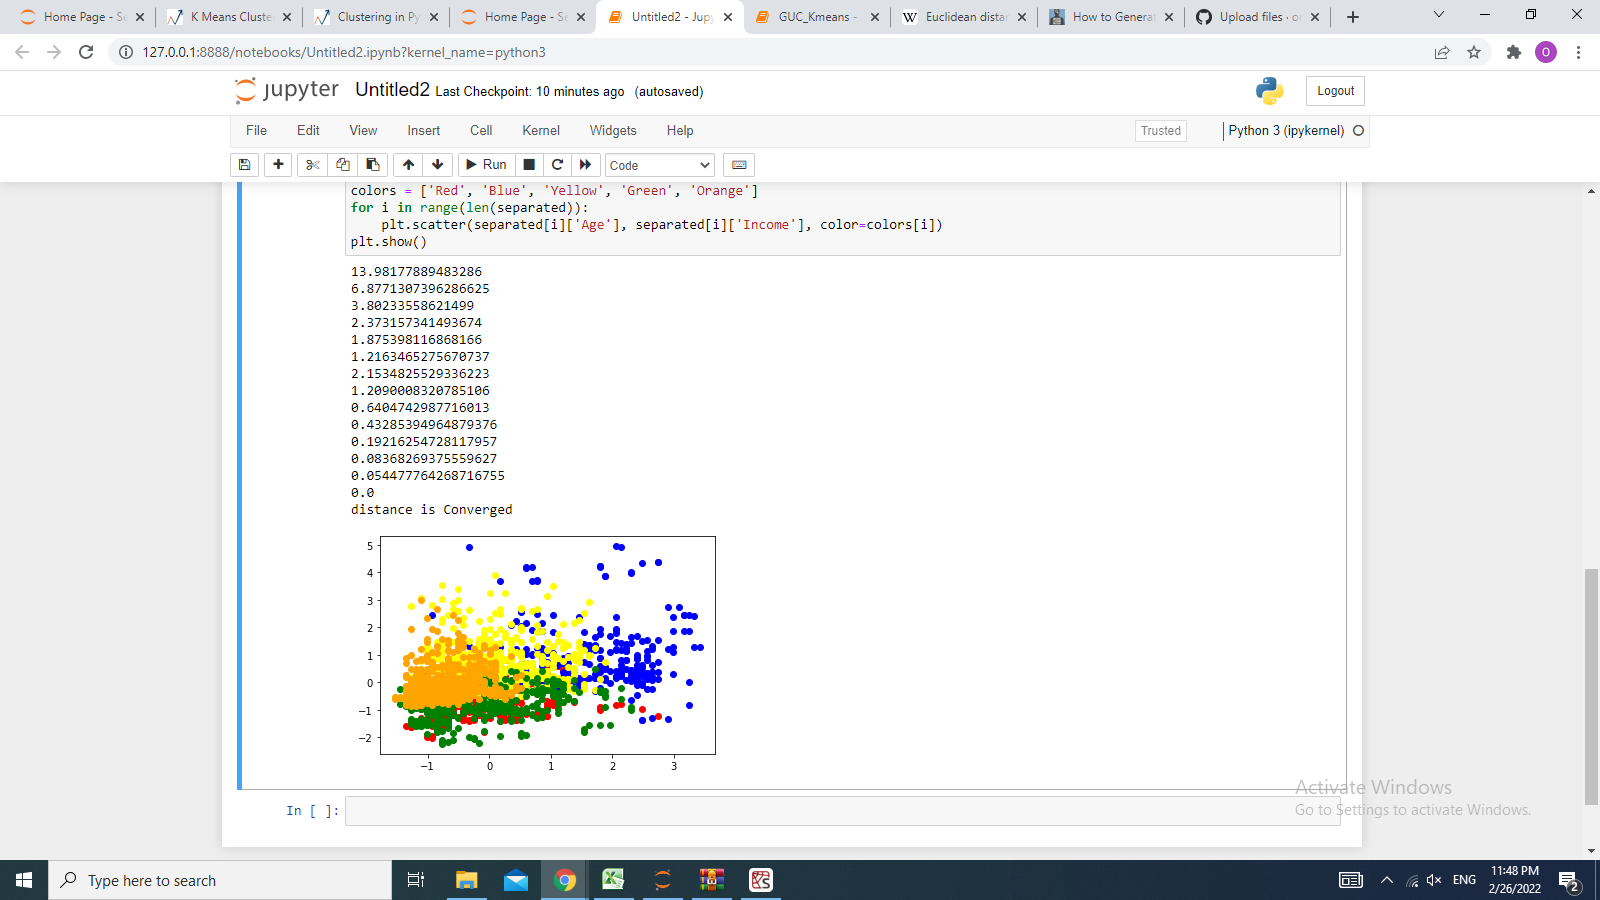 Home Page - Se
K Means Cluste
Clustering in Py
Home Page - Se
Untitled2 - Jup
GUC_Kmeans -
Euclidean distan
How to Generat
Upload files · o
127.0.0.1:8888/notebooks/Untitled2.ipynb?kernel_name=python3
O
jupyter Untitled2 Last Checkpoint: 10 minutes ago (autosaved)
Logout
File Edit View Insert Cell Kernel Widgets Help
Trusted
Python 3 (ipykernel)
Run
Code
colors = ['Red', 'Blue', 'Yellow', 'Green', 'Orange']
for i in range(len(separated)):
    plt.scatter(separated[i]['Age'], separated[i]['Income'], color=colors[i])
plt.show()
13.98177889483286
6.8771307396286625
3.80233558621499
2.373157341493674
1.875398116868166
1.2163465275670737
2.1534825529336223
1.2090008320785106
0.6404742987716013
0.43285394964879376
0.19216254728117957
0.08368269375559627
0.054477764268716755
0.0
distance is Converged
5
4
3
2
1
0
−1
−2
−1 0 1 2 3
In [ ]:
Activate Windows
Go to Settings to activate Windows.
Type here to search
ENG
11:48 PM
2/26/2022
2